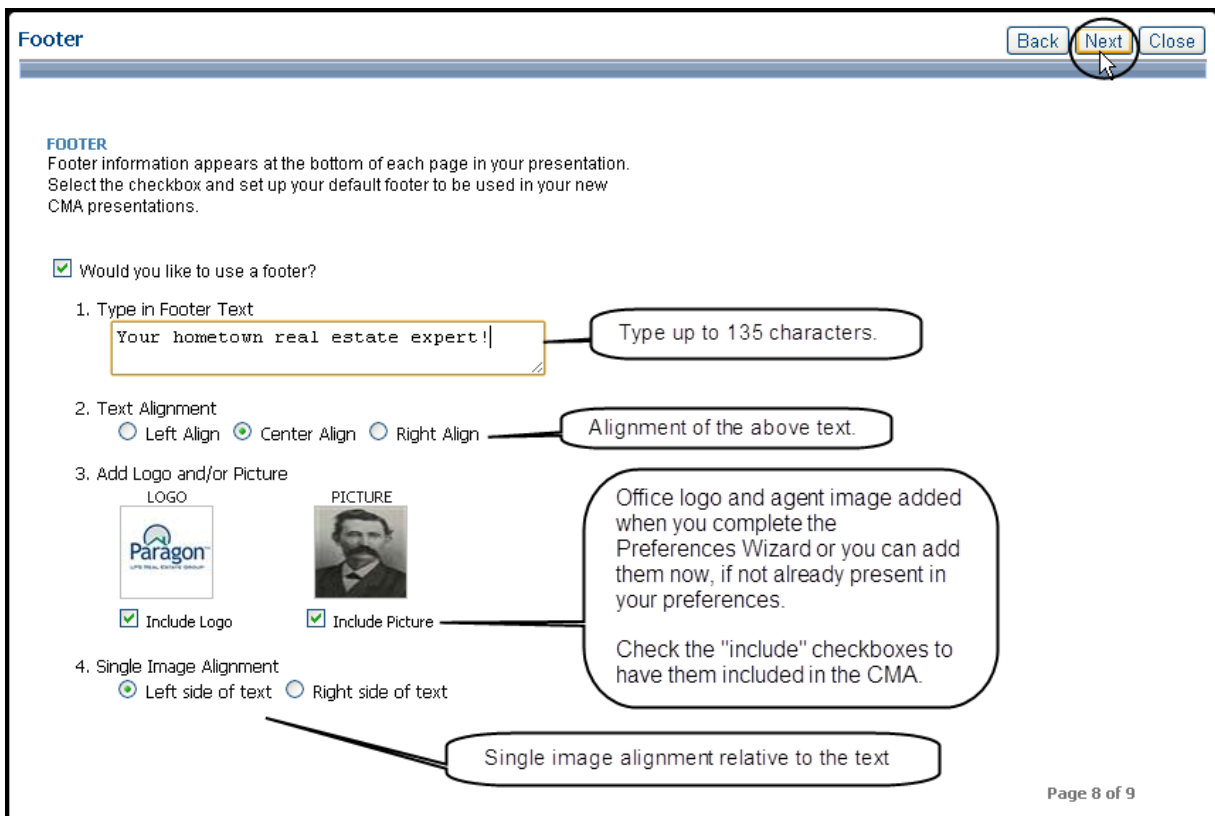 Footer
Back Next Close
FOOTER
Footer information appears at the bottom of each page in your presentation.
Select the checkbox and set up your default footer to be used in your new
CMA presentations.
Would you like to use a footer?
1. Type in Footer Text
Your hometown real estate expert!
Type up to 135 characters.
2. Text Alignment
Left Align Center Align Right Align
Alignment of the above text.
3. Add Logo and/or Picture
LOGO PICTURE
Paragon™
LPS REAL ESTATE GROUP
Include Logo Include Picture
Office logo and agent image added
when you complete the
Preferences Wizard or you can add
them now, if not already present in
your preferences.
Check the "include" checkboxes to
have them included in the CMA.
4. Single Image Alignment
Left side of text Right side of text
Single image alignment relative to the text
Page 8 of 9